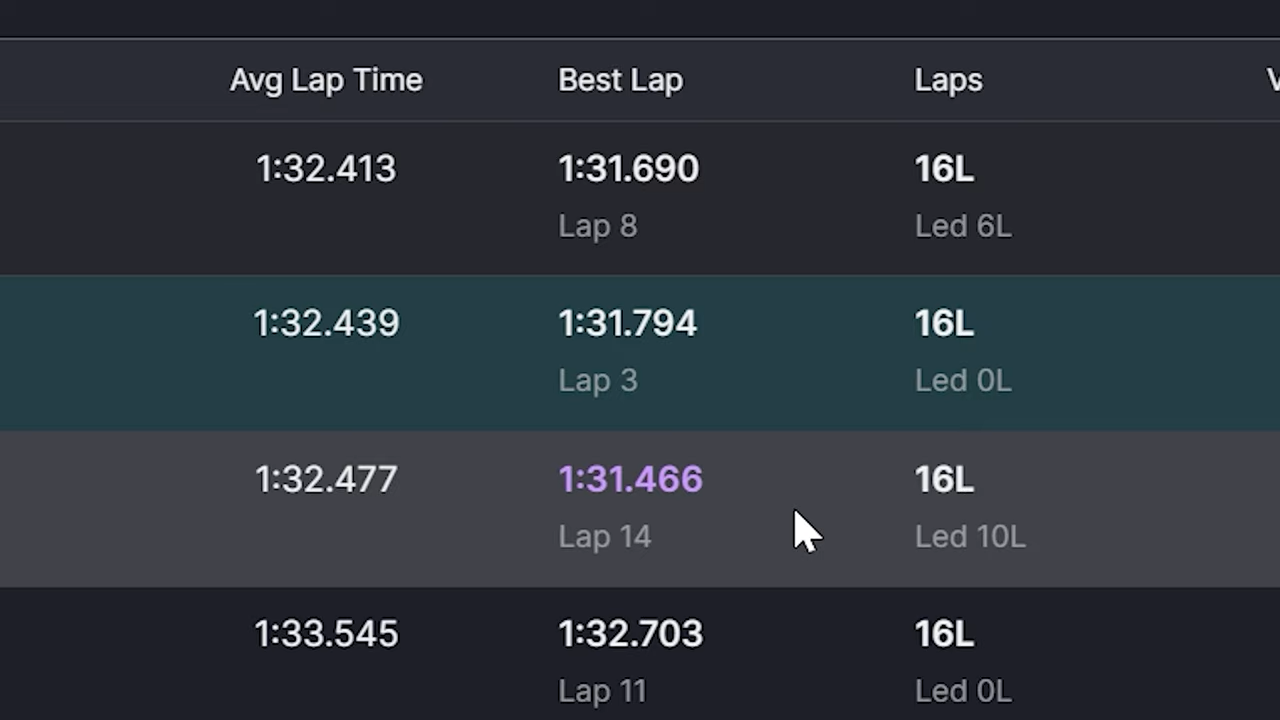 Avg Lap Time Best Lap Laps
1:32.413 1:31.690 16L
Lap 8 Led 6L
1:32.439 1:31.794 16L
Lap 3 Led 0L
1:32.477 1:31.466 16L
Lap 14 Led 10L
1:33.545 1:32.703 16L
Lap 11 Led 0L